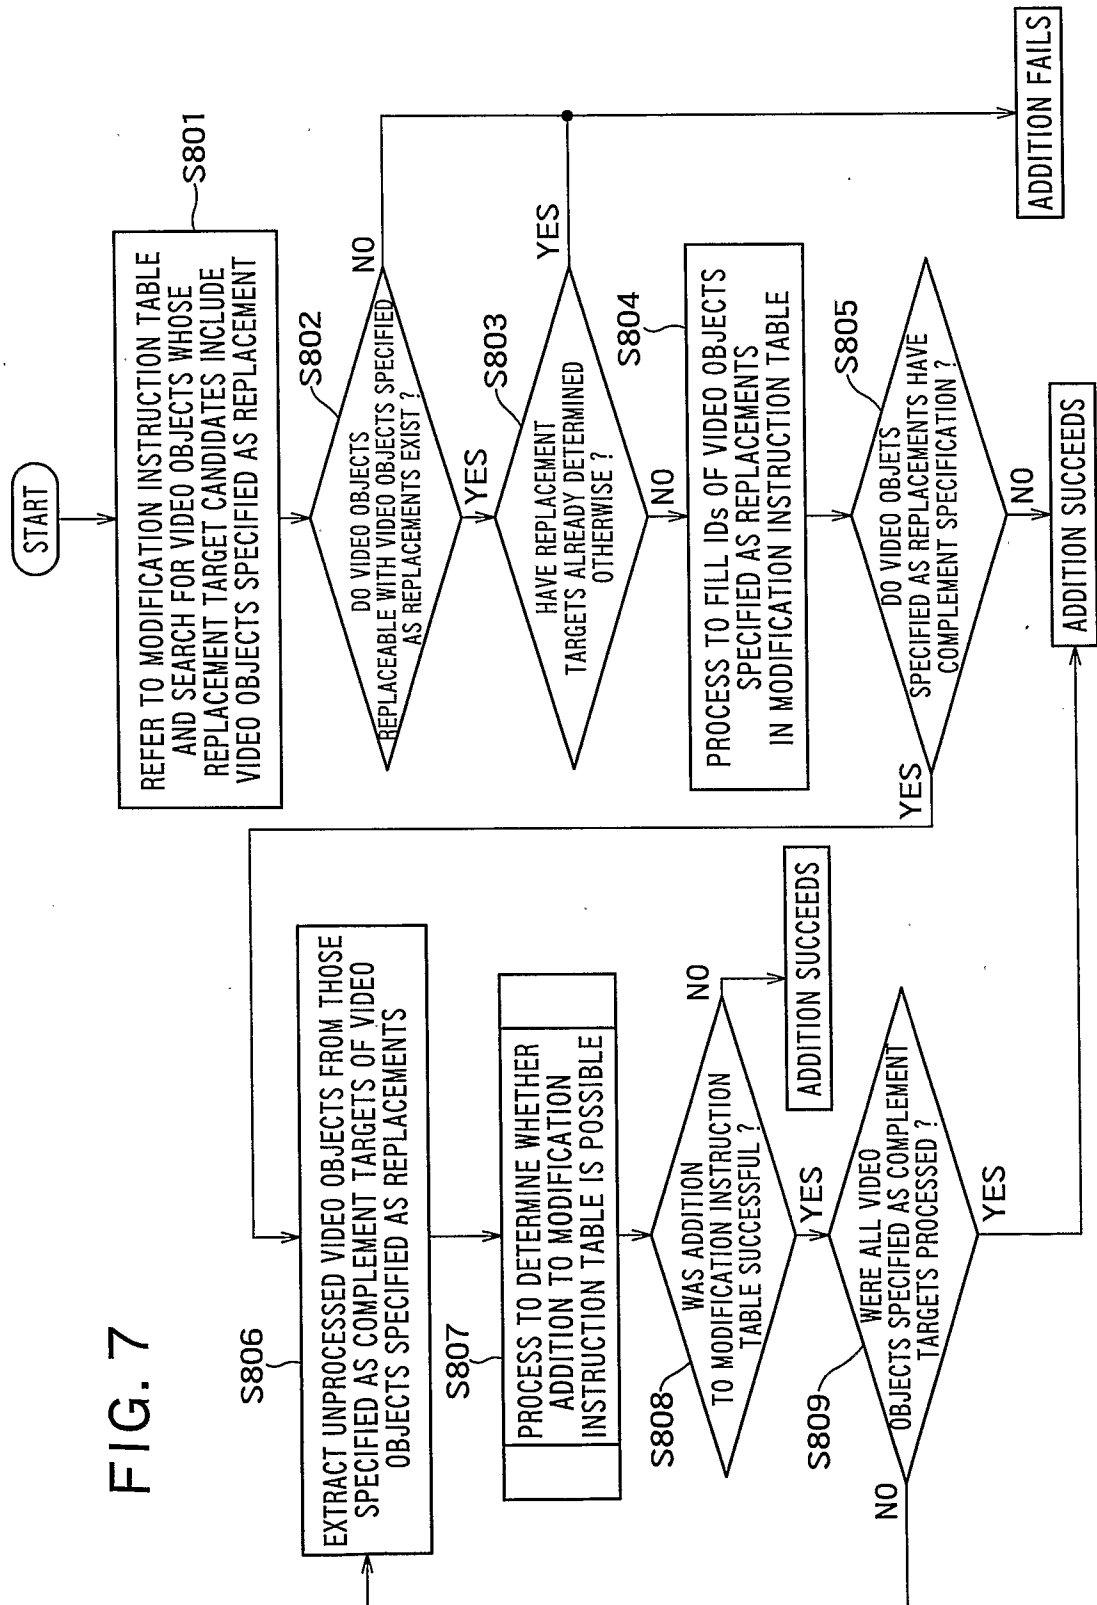 FIG. 7
START
S801
REFER TO MODIFICATION INSTRUCTION TABLE
AND SEARCH FOR VIDEO OBJECTS WHOSE
REPLACEMENT TARGET CANDIDATES INCLUDE
VIDEO OBJECTS SPECIFIED AS REPLACEMENT
S802
DO VIDEO OBJECTS
REPLACEABLE WITH VIDEO OBJECTS SPECIFIED
AS REPLACEMENTS EXIST ?
NO
YES
S803
HAVE REPLACEMENT
TARGETS ALREADY DETERMINED
OTHERWISE ?
YES
NO
S804
PROCESS TO FILL IDs OF VIDEO OBJECTS
SPECIFIED AS REPLACEMENTS
IN MODIFICATION INSTRUCTION TABLE
S805
DO VIDEO OBJETS
SPECIFIED AS REPLACEMENTS HAVE
COMPLEMENT SPECIFICATION ?
YES
NO
ADDITION SUCCEEDS
ADDITION FAILS
S806
EXTRACT UNPROCESSED VIDEO OBJECTS FROM THOSE
SPECIFIED AS COMPLEMENT TARGETS OF VIDEO
OBJECTS SPECIFIED AS REPLACEMENTS
S807
PROCESS TO DETERMINE WHETHER
ADDITION TO MODIFICATION
INSTRUCTION TABLE IS POSSIBLE
S808
WAS ADDITION
TO MODIFICATION INSTRUCTION
TABLE SUCCESSFUL ?
NO
ADDITION SUCCEEDS
YES
S809
WERE ALL VIDEO
OBJECTS SPECIFIED AS COMPLEMENT
TARGETS PROCESSED ?
NO
YES